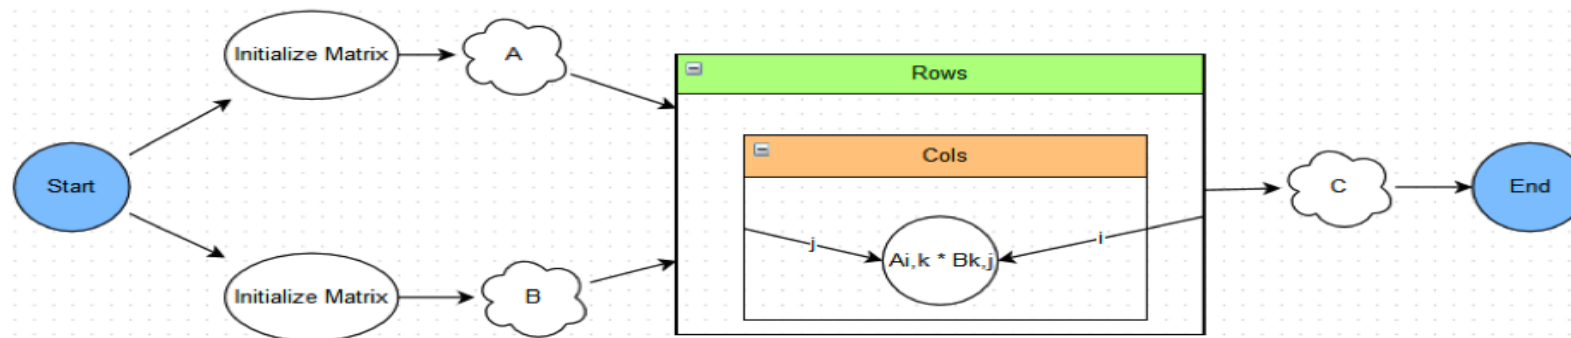 Start
Initialize Matrix
A
Initialize Matrix
B
Rows
Cols
j
Ai,k * Bk,j
i
C
End